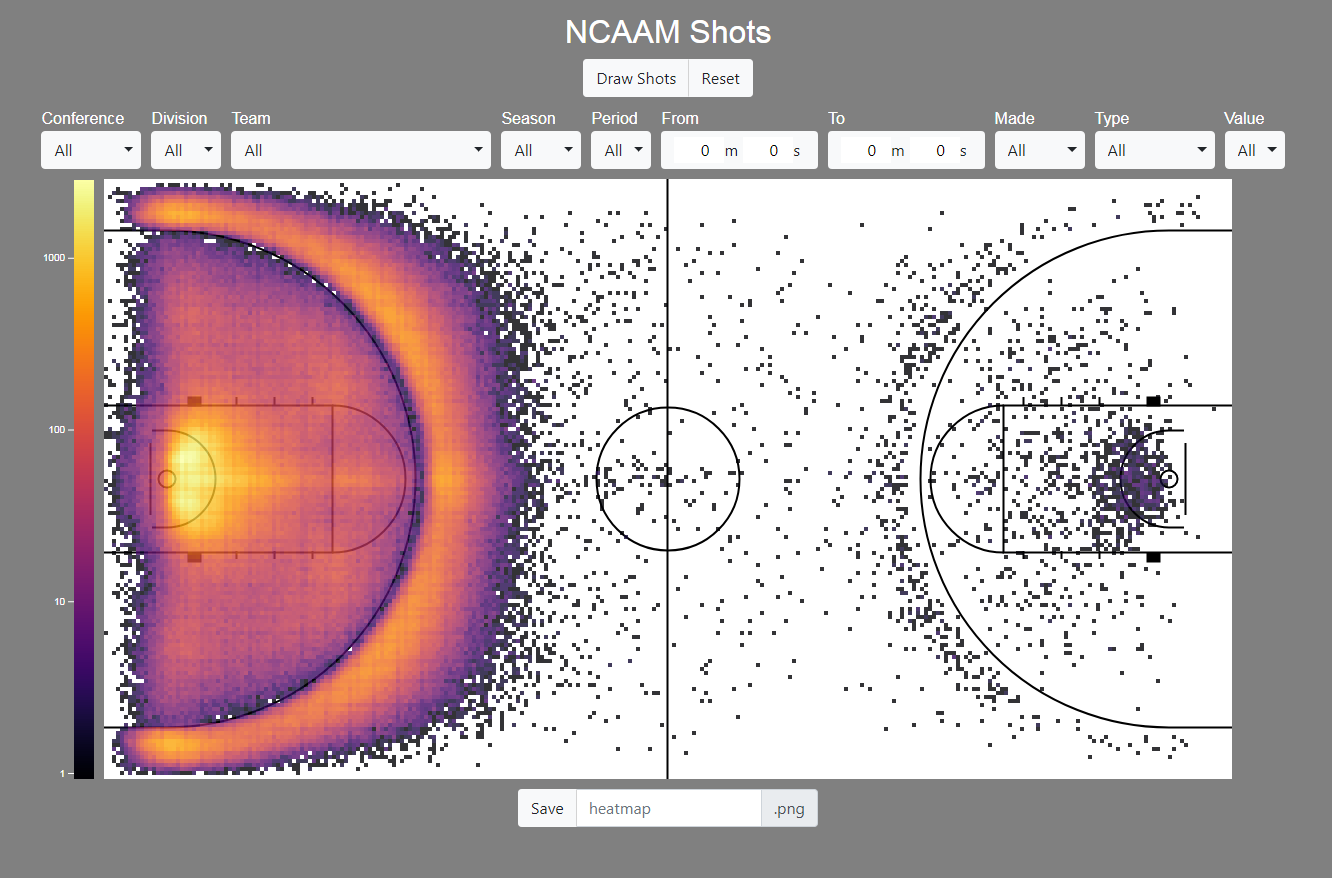 NCAAM Shots
Draw Shots Reset
Conference Division Team Season Period From To Made Type Value
All All All All All 0 m 0 s 0 m 0 s All All All
1000
100
10
1
Save heatmap .png